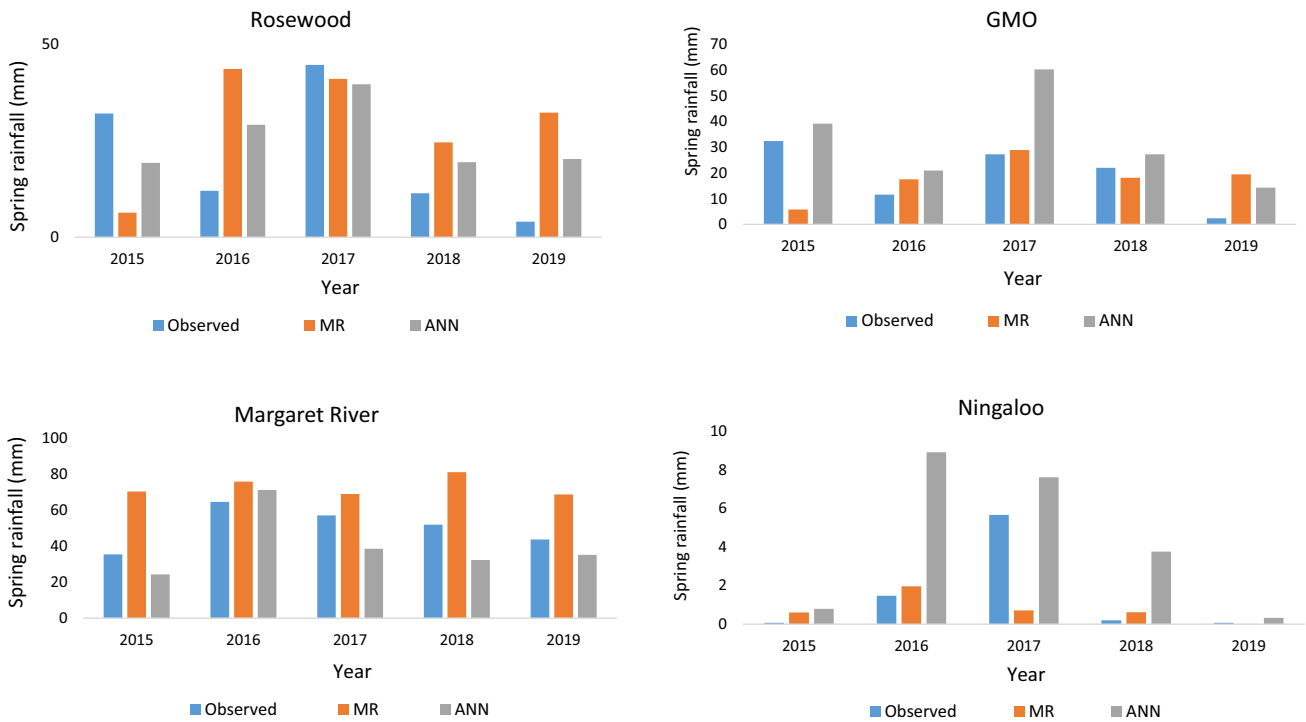 Rosewood
Spring rainfall (mm)
50
0
2015 2016 2017 2018 2019
Year
Observed MR ANN
GMO
Spring rainfall (mm)
70
60
50
40
30
20
10
0
2015 2016 2017 2018 2019
Year
Observed MR ANN
Margaret River
Spring rainfall (mm)
100
80
60
40
20
0
2015 2016 2017 2018 2019
Year
Observed MR ANN
Ningaloo
Spring rainfall (mm)
10
8
6
4
2
0
2015 2016 2017 2018 2019
Year
Observed MR ANN